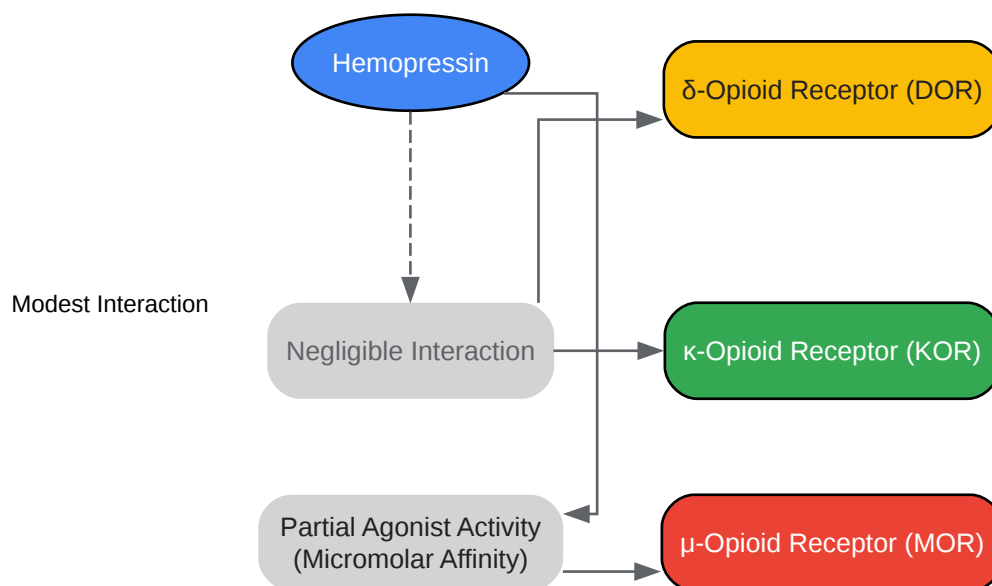 Hemopressin
δ-Opioid Receptor (DOR)
Modest Interaction
Negligible Interaction
κ-Opioid Receptor (KOR)
Partial Agonist Activity
(Micromolar Affinity)
μ-Opioid Receptor (MOR)